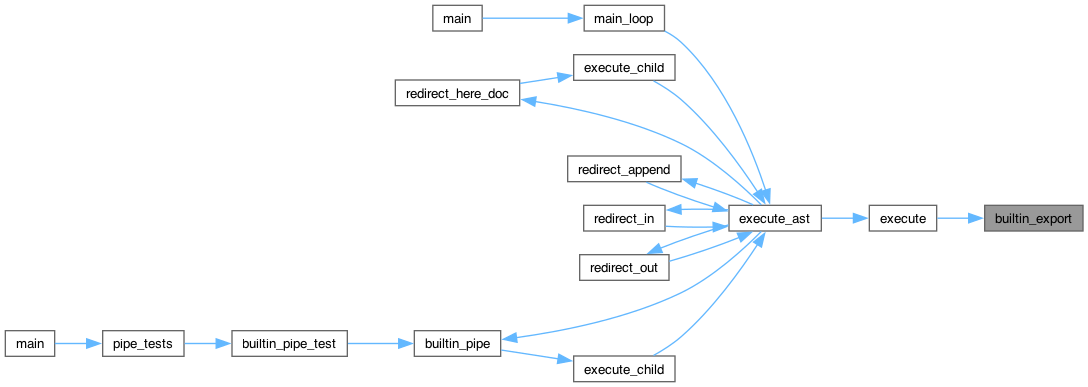 main
main_loop
execute_child
redirect_here_doc
redirect_append
redirect_in
execute_ast
execute
builtin_export
redirect_out
main
pipe_tests
builtin_pipe_test
builtin_pipe
execute_child